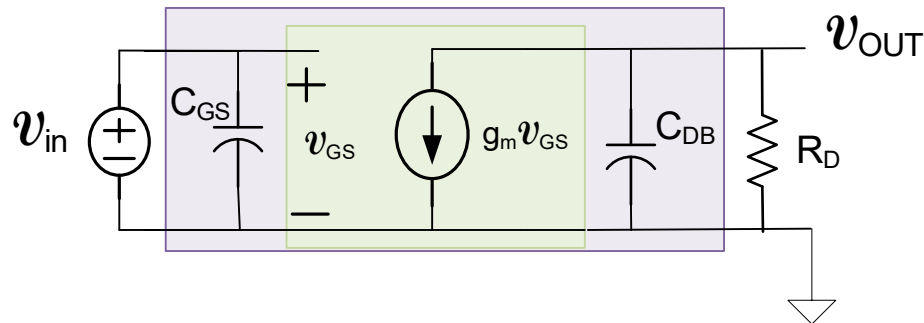 v_OUT
C_GS
+
v_in
+
−
v_GS
g_m v_GS
C_DB
R_D
−